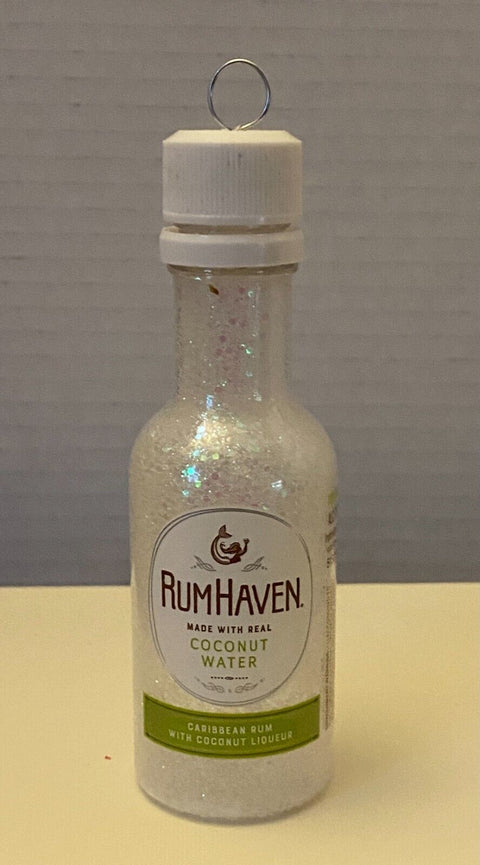 RUMHAVEN
MADE WITH REAL
COCONUT
WATER
CARIBBEAN RUM
WITH COCONUT LIQUEUR